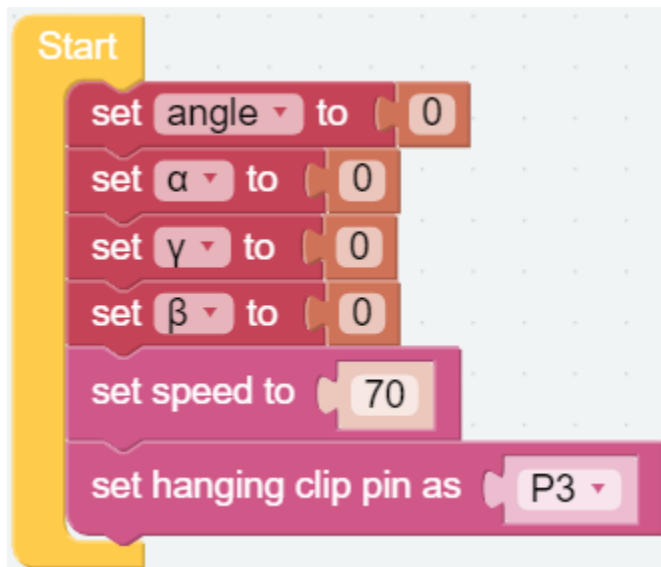 Start
set angle to 0
set α to 0
set γ to 0
set β to 0
set speed to 70
set hanging clip pin as P3